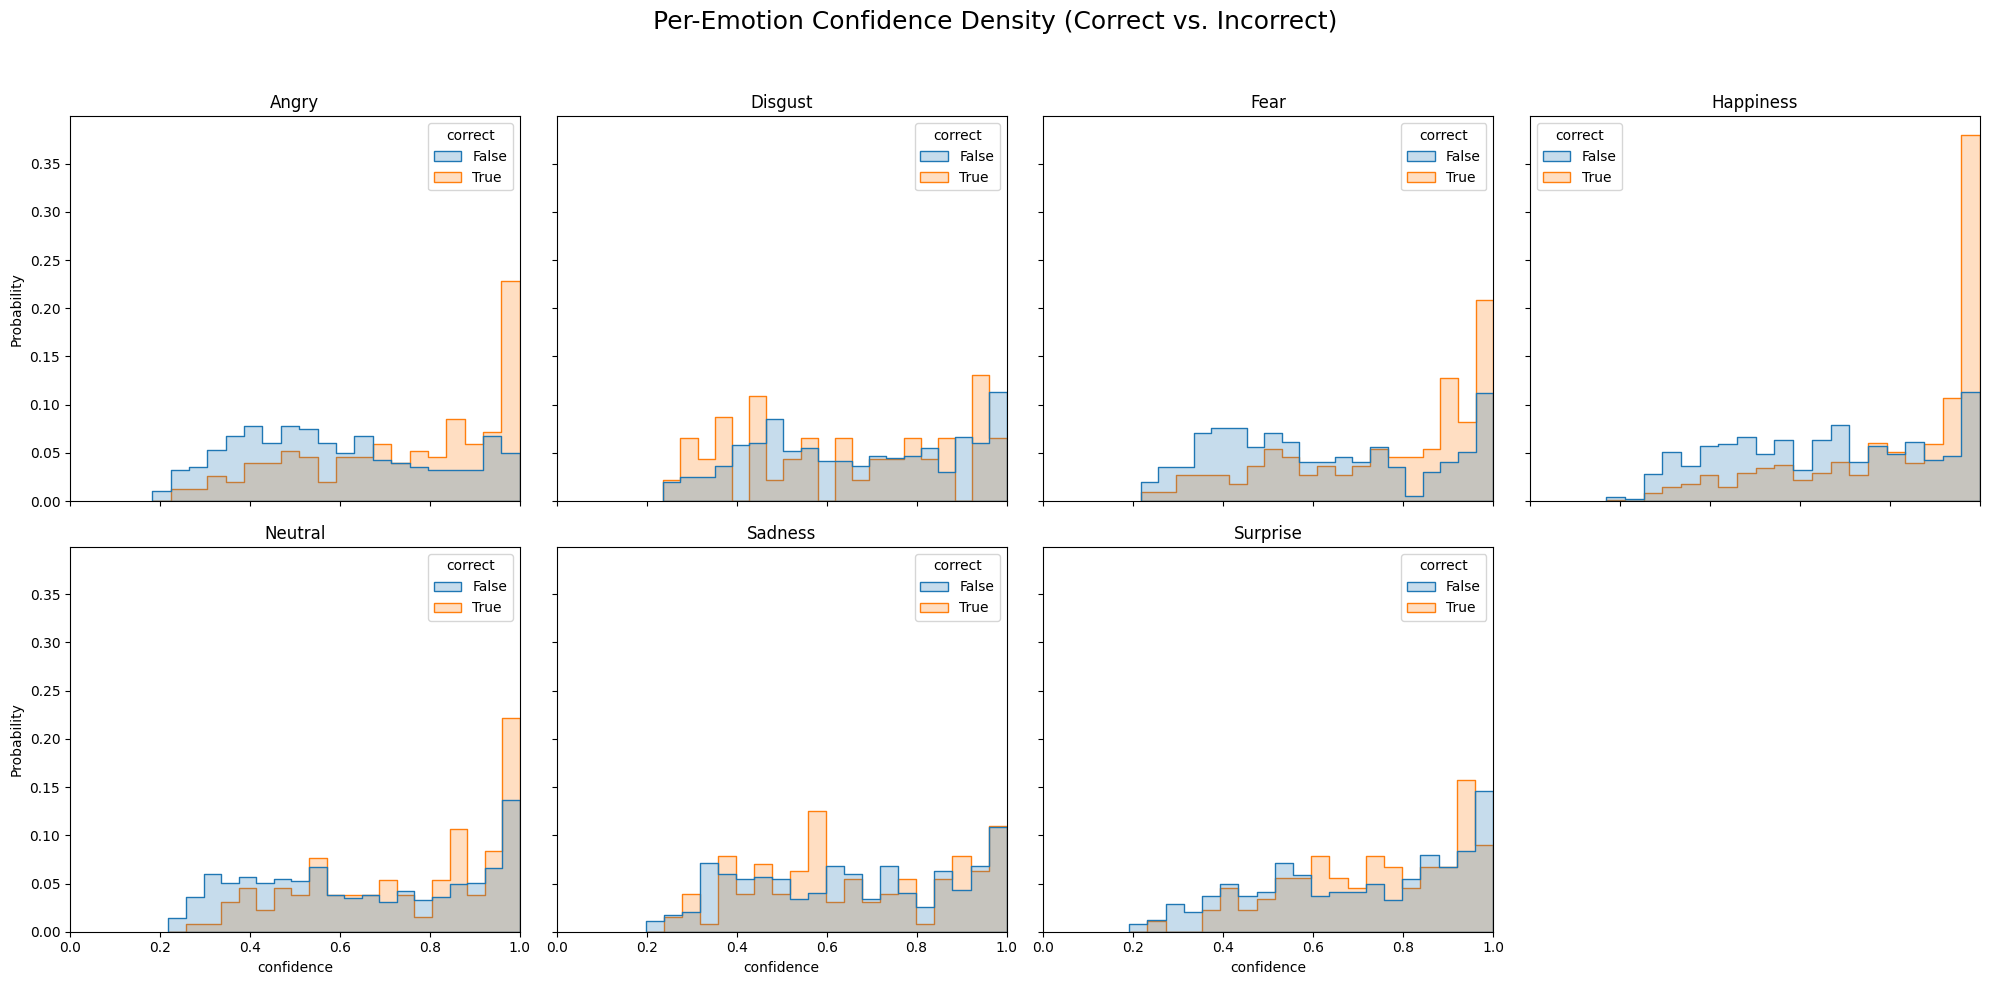 Per-Emotion Confidence Density (Correct vs. Incorrect)
Angry
Disgust
Fear
Happiness
correct
False
True
correct
False
True
correct
False
True
correct
False
True
Probability
0.35
0.30
0.25
0.20
0.15
0.10
0.05
0.00
Neutral
Sadness
Surprise
correct
False
True
correct
False
True
correct
False
True
Probability
0.35
0.30
0.25
0.20
0.15
0.10
0.05
0.00
0.0 0.2 0.4 0.6 0.8 1.0
0.0 0.2 0.4 0.6 0.8 1.0
0.0 0.2 0.4 0.6 0.8 1.0
confidence
confidence
confidence